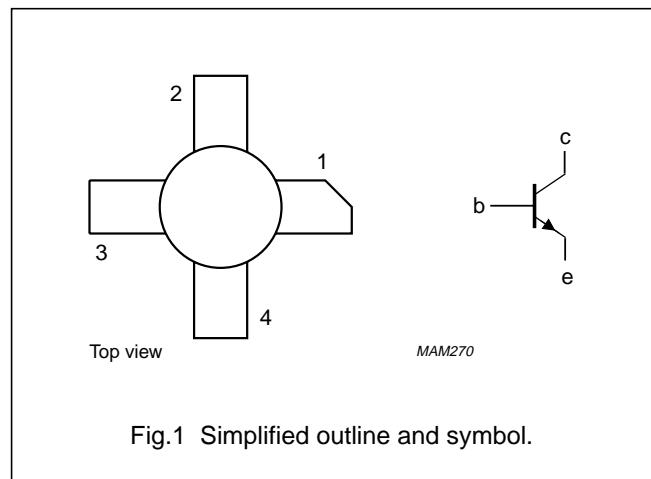 2
1
c
b
3
e
4
Top view
MAM270
Fig.1 Simplified outline and symbol.